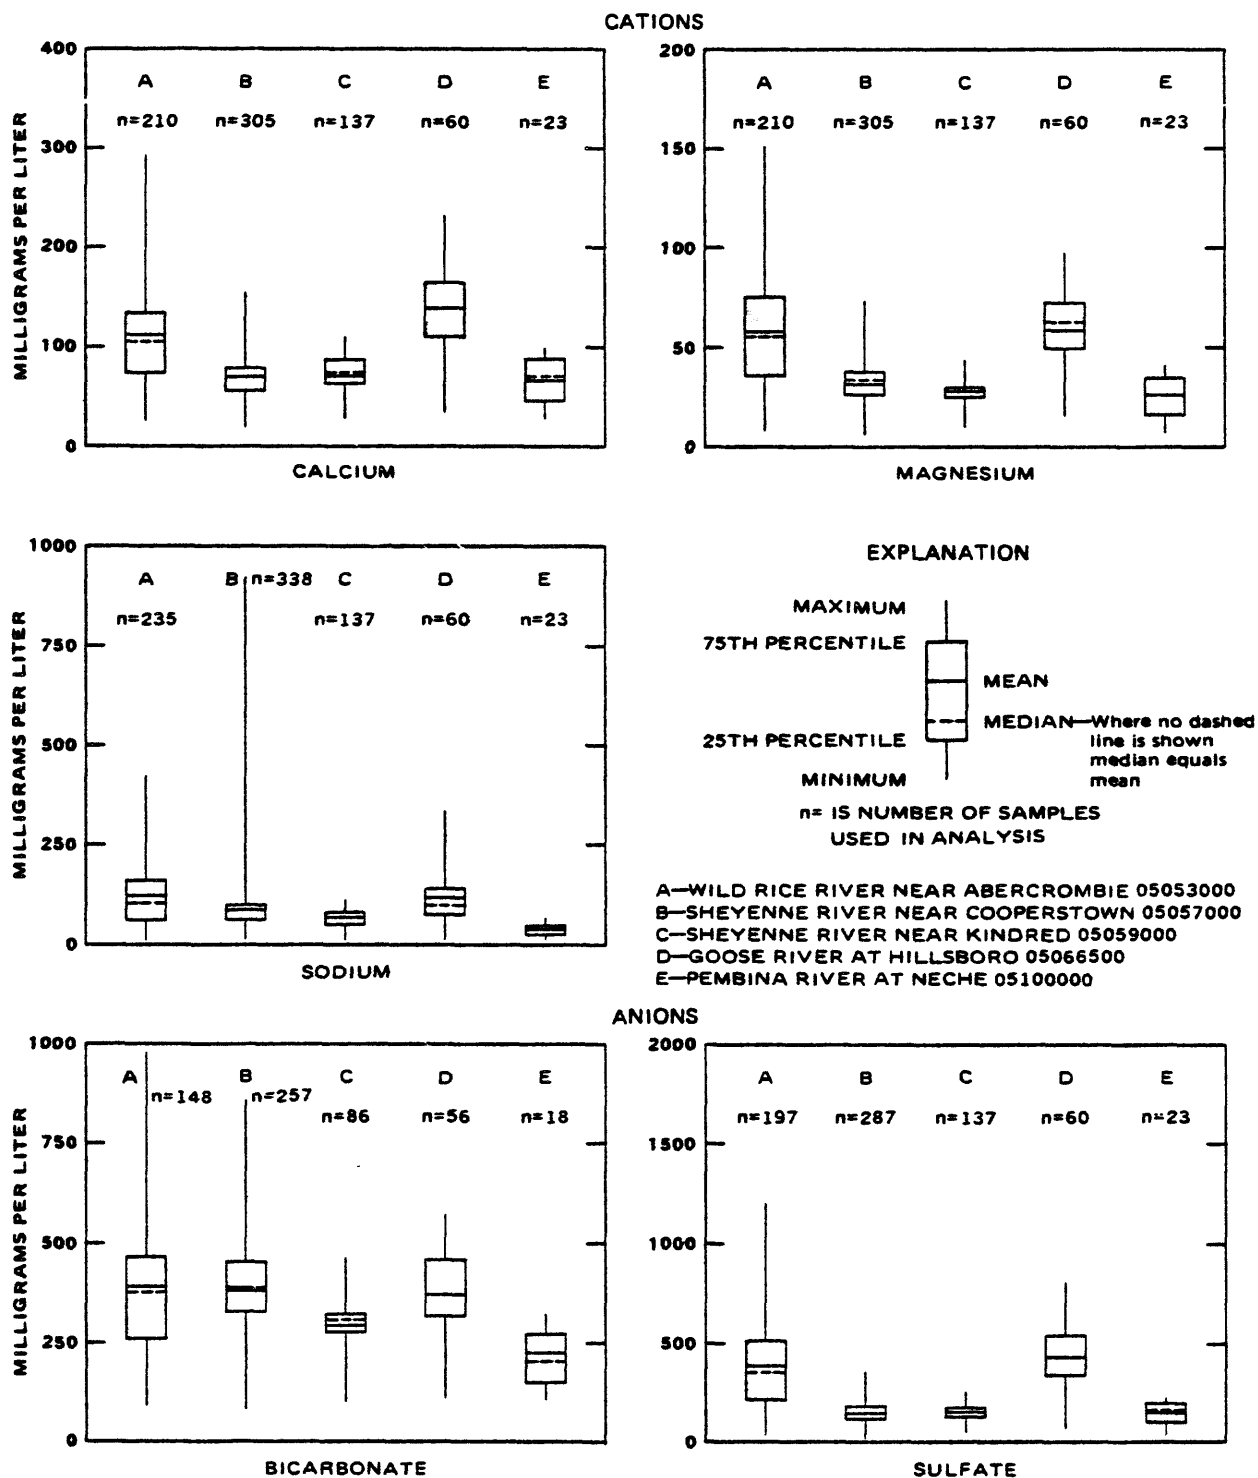 CATIONS
MILLIGRAMS PER LITER
400
300
200
100
0
A B C D E
n=210 n=305 n=137 n=60 n=23
CALCIUM
200
150
100
50
0
A B C D E
n=210 n=305 n=137 n=60 n=23
MAGNESIUM
MILLIGRAMS PER LITER
1000
750
500
250
0
A B n=338 C D E
n=235 n=137 n=60 n=23
SODIUM
EXPLANATION
MAXIMUM
75TH PERCENTILE
MEAN
MEDIAN—Where no dashed
line is shown
median equals
mean
25TH PERCENTILE
MINIMUM
n= IS NUMBER OF SAMPLES
USED IN ANALYSIS
A—WILD RICE RIVER NEAR ABERCROMBIE 05053000
B—SHEYENNE RIVER NEAR COOPERSTOWN 05057000
C—SHEYENNE RIVER NEAR KINDRED 05059000
D—GOOSE RIVER AT HILLSBORO 05066500
E—PEMBINA RIVER AT NECHE 05100000
ANIONS
MILLIGRAMS PER LITER
1000
750
500
250
0
A B C D E
n=148 n=257
n=86 n=56 n=18
BICARBONATE
2000
1500
1000
500
0
A B C D E
n=197 n=287 n=137 n=60 n=23
SULFATE